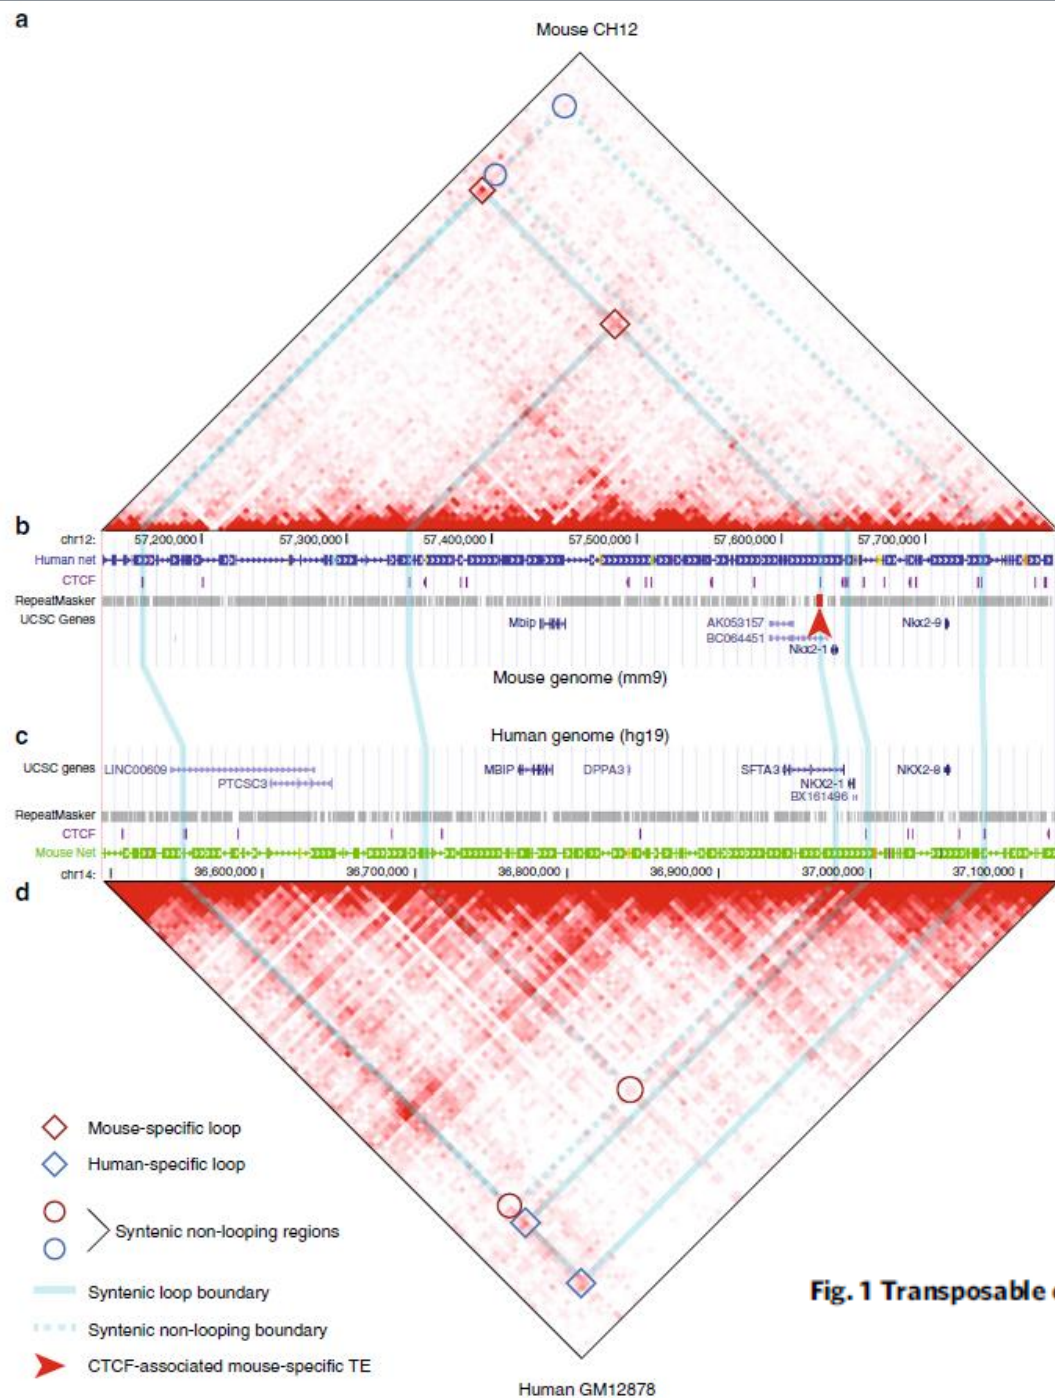 a
Mouse CH12
b
chr12: 57,200,000 57,300,000 57,400,000 57,500,000 57,600,000 57,700,000
Human net
CTCF
RepeatMasker
UCSC Genes Mbip AK053157 Nkx2-9
BC064451
Nkx2-1
Mouse genome (mm9)
c
Human genome (hg19)
UCSC genes LINC00609 MBIP DPPA3 SFTA3 NKX2-8
PTCSC3 NKX2-1
BX161496
RepeatMasker
CTCF
Mouse Net
chr14: 36,600,000 36,700,000 36,800,000 36,900,000 37,000,000 37,100,000
d
Mouse-specific loop
Human-specific loop
Syntenic non-looping regions
Syntenic loop boundary
Syntenic non-looping boundary
CTCF-associated mouse-specific TE
Fig. 1 Transposable
Human GM12878